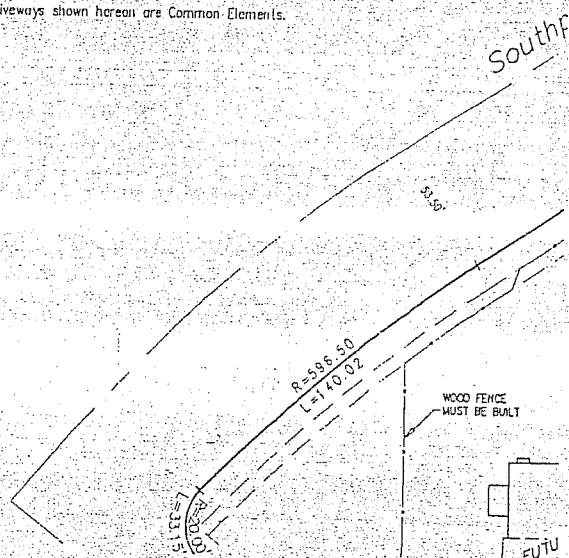 iveways shown hereon are Common Elements.
Southp
53.50'
R=596.50
L=140.02
WOOD FENCE
MUST BE BUILT
R=20.00'
L=33.15'
FUTU